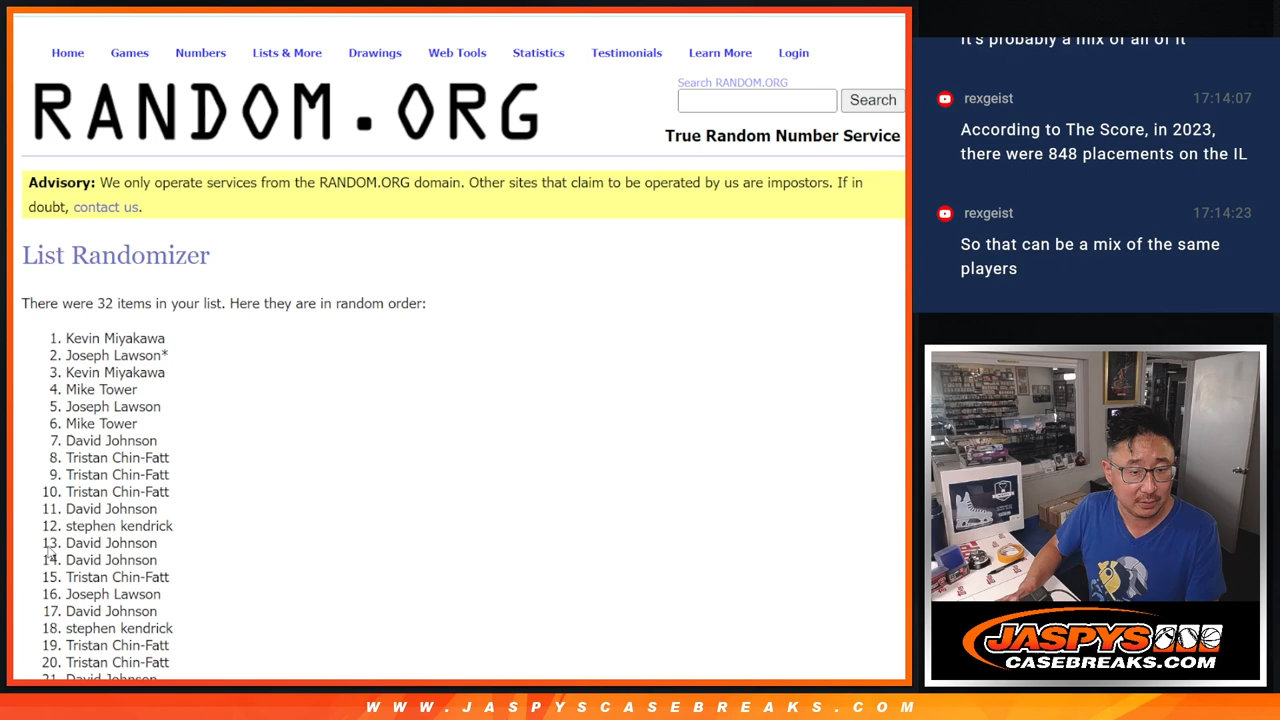 Home Games Numbers Lists & More Drawings Web Tools Statistics Testimonials Learn More Login
RANDOM.ORG
Search RANDOM.ORG
Search
True Random Number Service
Advisory: We only operate services from the RANDOM.ORG domain. Other sites that claim to be operated by us are impostors. If in
doubt, contact us.
List Randomizer
There were 32 items in your list. Here they are in random order:
1. Kevin Miyakawa
2. Joseph Lawson*
3. Kevin Miyakawa
4. Mike Tower
5. Joseph Lawson
6. Mike Tower
7. David Johnson
8. Tristan Chin-Fatt
9. Tristan Chin-Fatt
10. Tristan Chin-Fatt
11. David Johnson
12. stephen kendrick
13. David Johnson
14. David Johnson
15. Tristan Chin-Fatt
16. Joseph Lawson
17. David Johnson
18. stephen kendrick
19. Tristan Chin-Fatt
20. Tristan Chin-Fatt
21. David Johnson
it's probably a mix of all of it
rexgeist 17:14:07
According to The Score, in 2023,
there were 848 placements on the IL
rexgeist 17:14:23
So that can be a mix of the same
players
JASPYS
CASEBREAKS.COM
WWW.JASPYSCASEBREAKS.COM